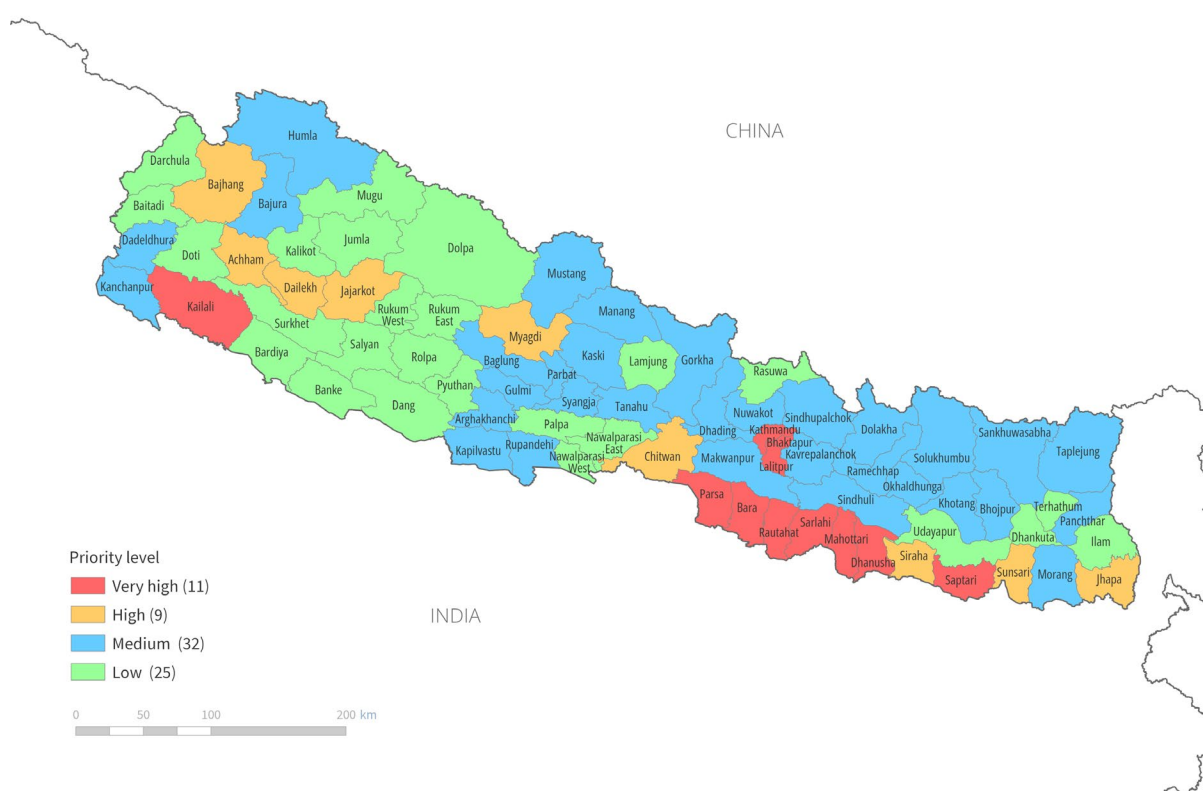 CHINA
Humla
Darchula
Bajhang
Mugu
Bajura
Baitadi
Dadeldhura
Jumla
Kalikot
Dolpa
Doti
Achham
Mustang
Kanchanpur
Dailekh
Jajarkot
Kailali
Rukum
West
Rukum
East
Manang
Surkhet
Myagdi
Salyan
Bardiya
Rolpa
Baglung
Kaski
Lamjung
Gorkha
Parbat
Rasuwa
Banke
Pyuthan
Gulmi
Dang
Syangja
Tanahu
Arghakhanchi
Palpa
Nuwakot
Sindhupalchok
Dhading
Kathmandu
Dolakha
Sankhuwasabha
Kapilvastu
Rupandehi
Nawalparasi
East
Nawalparasi
West
Chitwan
Makwanpur
Bhaktapur
Kavrepalanchok
Lalitpur
Solukhumbu
Taplejung
Ramechhap
Okhaldhunga
Parsa
Bara
Sindhuli
Khotang
Bhojpur
Terhathum
Rautahat
Sarlahi
Mahottari
Panchthar
Udayapur
Dhankuta
Ilam
Dhanusha
Siraha
Saptari
Sunsari
Morang
Jhapa
INDIA
Priority level
Very high (11)
High (9)
Medium (32)
Low (25)
0 50 100 200 km